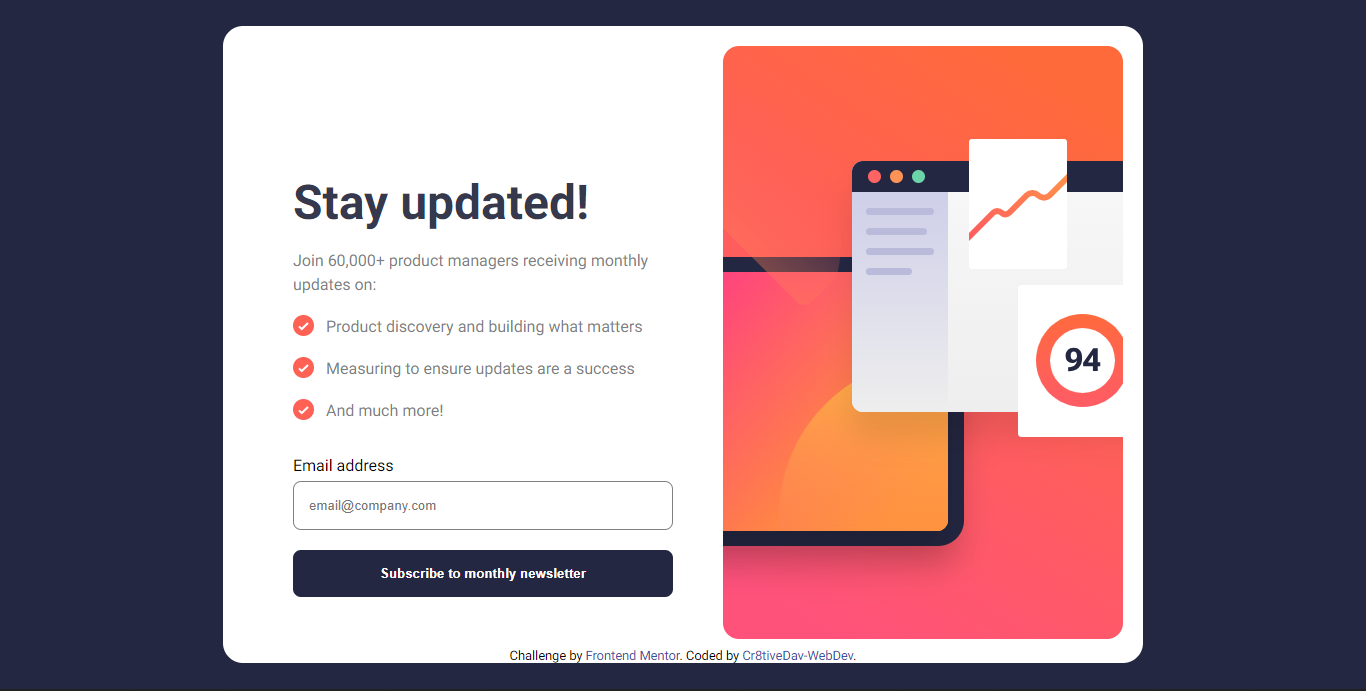 Stay updated!
Join 60,000+ product managers receiving monthly
updates on:
Product discovery and building what matters
Measuring to ensure updates are a success
And much more!
Email address
email@company.com
Subscribe to monthly newsletter
94
Challenge by Frontend Mentor. Coded by Cr8tiveDav-WebDev.